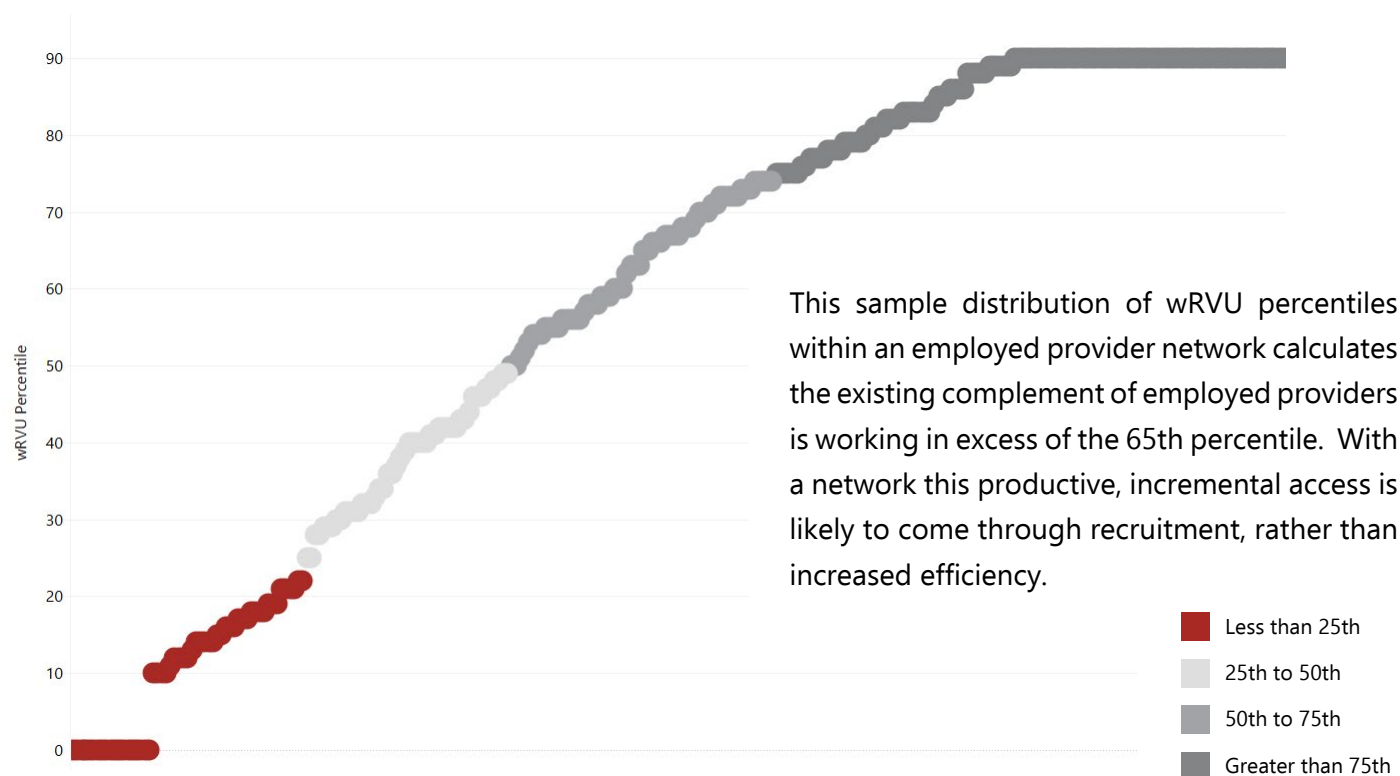 90
80
70
60
50
40
30
20
10
0
wRVU Percentile
This sample distribution of wRVU percentiles
within an employed provider network calculates
the existing complement of employed providers
is working in excess of the 65th percentile. With
a network this productive, incremental access is
likely to come through recruitment, rather than
increased efficiency.
Less than 25th
25th to 50th
50th to 75th
Greater than 75th